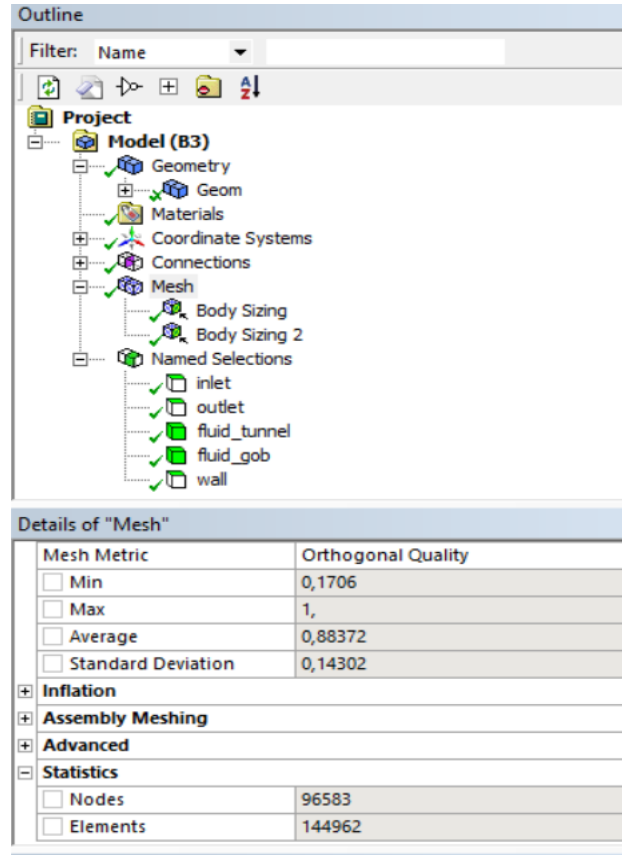 Outline
Filter: Name
Project
Model (B3)
Geometry
Geom
Materials
Coordinate Systems
Connections
Mesh
Body Sizing
Body Sizing 2
Named Selections
inlet
outlet
fluid_tunnel
fluid_gob
wall
Details of "Mesh"
Mesh Metric Orthogonal Quality
Min 0,1706
Max 1,
Average 0,88372
Standard Deviation 0,14302
Inflation
Assembly Meshing
Advanced
Statistics
Nodes 96583
Elements 144962